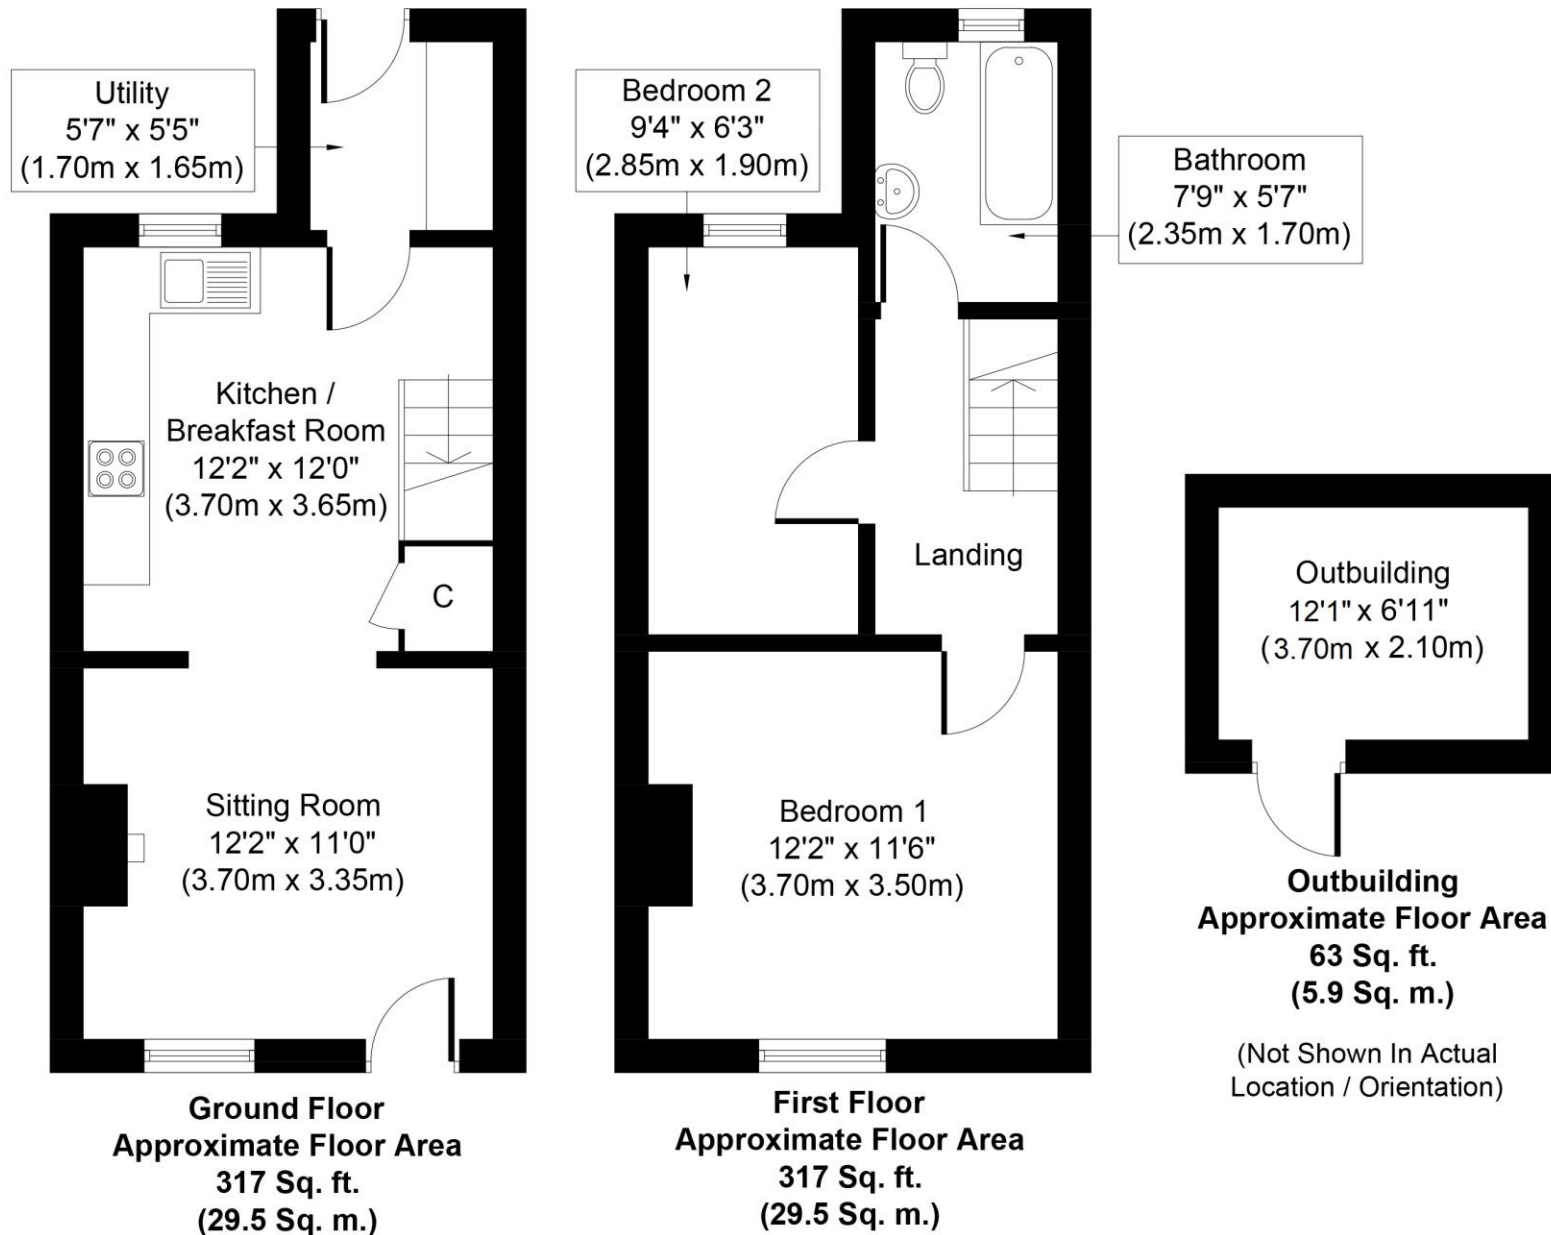 Utility
5'7" x 5'5"
(1.70m x 1.65m)
Kitchen /
Breakfast Room
12'2" x 12'0"
(3.70m x 3.65m)
C
Sitting Room
12'2" x 11'0"
(3.70m x 3.35m)
Ground Floor
Approximate Floor Area
317 Sq. ft.
(29.5 Sq. m.)
Bedroom 2
9'4" x 6'3"
(2.85m x 1.90m)
Bathroom
7'9" x 5'7"
(2.35m x 1.70m)
Landing
Bedroom 1
12'2" x 11'6"
(3.70m x 3.50m)
First Floor
Approximate Floor Area
317 Sq. ft.
(29.5 Sq. m.)
Outbuilding
12'1" x 6'11"
(3.70m x 2.10m)
Outbuilding
Approximate Floor Area
63 Sq. ft.
(5.9 Sq. m.)
(Not Shown In Actual
Location / Orientation)